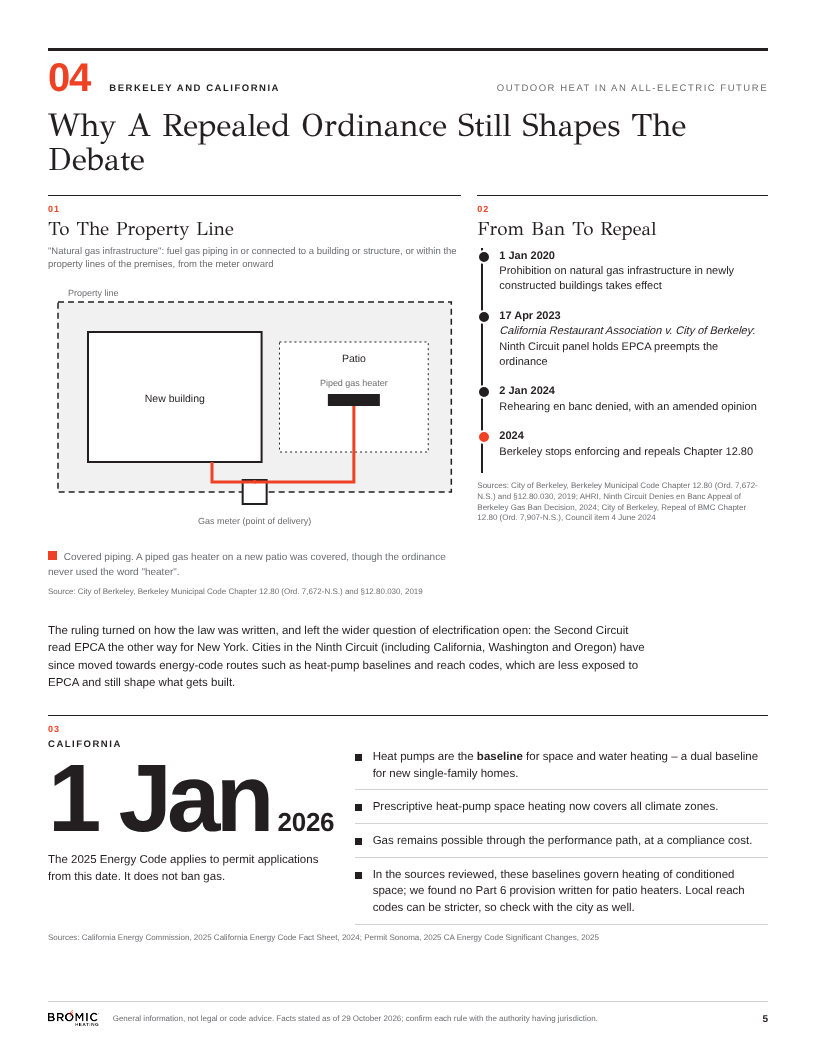 04 BERKELEY AND CALIFORNIA
OUTDOOR HEAT IN AN ALL-ELECTRIC FUTURE
Why A Repealed Ordinance Still Shapes The
Debate
01
To The Property Line
"Natural gas infrastructure": fuel gas piping in or connected to a building or structure, or within the
property lines of the premises, from the meter onward
Property line
New building
Patio
Piped gas heater
Gas meter (point of delivery)
Covered piping. A piped gas heater on a new patio was covered, though the ordinance
never used the word "heater".
Source: City of Berkeley, Berkeley Municipal Code Chapter 12.80 (Ord. 7,672-N.S.) and §12.80.030, 2019
02
From Ban To Repeal
1 Jan 2020
Prohibition on natural gas infrastructure in newly
constructed buildings takes effect
17 Apr 2023
California Restaurant Association v. City of Berkeley:
Ninth Circuit panel holds EPCA preempts the
ordinance
2 Jan 2024
Rehearing en banc denied, with an amended opinion
2024
Berkeley stops enforcing and repeals Chapter 12.80
Sources: City of Berkeley, Berkeley Municipal Code Chapter 12.80 (Ord. 7,672-
N.S.) and §12.80.030, 2019; AHRI, Ninth Circuit Denies en Banc Appeal of
Berkeley Gas Ban Decision, 2024; City of Berkeley, Repeal of BMC Chapter
12.80 (Ord. 7,907-N.S.), Council item 4 June 2024
The ruling turned on how the law was written, and left the wider question of electrification open: the Second Circuit
read EPCA the other way for New York. Cities in the Ninth Circuit (including California, Washington and Oregon) have
since moved towards energy-code routes such as heat-pump baselines and reach codes, which are less exposed to
EPCA and still shape what gets built.
03
CALIFORNIA
1 Jan 2026
The 2025 Energy Code applies to permit applications
from this date. It does not ban gas.
Heat pumps are the baseline for space and water heating – a dual baseline
for new single-family homes.
Prescriptive heat-pump space heating now covers all climate zones.
Gas remains possible through the performance path, at a compliance cost.
In the sources reviewed, these baselines govern heating of conditioned
space; we found no Part 6 provision written for patio heaters. Local reach
codes can be stricter, so check with the city as well.
Sources: California Energy Commission, 2025 California Energy Code Fact Sheet, 2024; Permit Sonoma, 2025 CA Energy Code Significant Changes, 2025
BROMIC
HEATING
General information, not legal or code advice. Facts stated as of 29 October 2026; confirm each rule with the authority having jurisdiction.
5